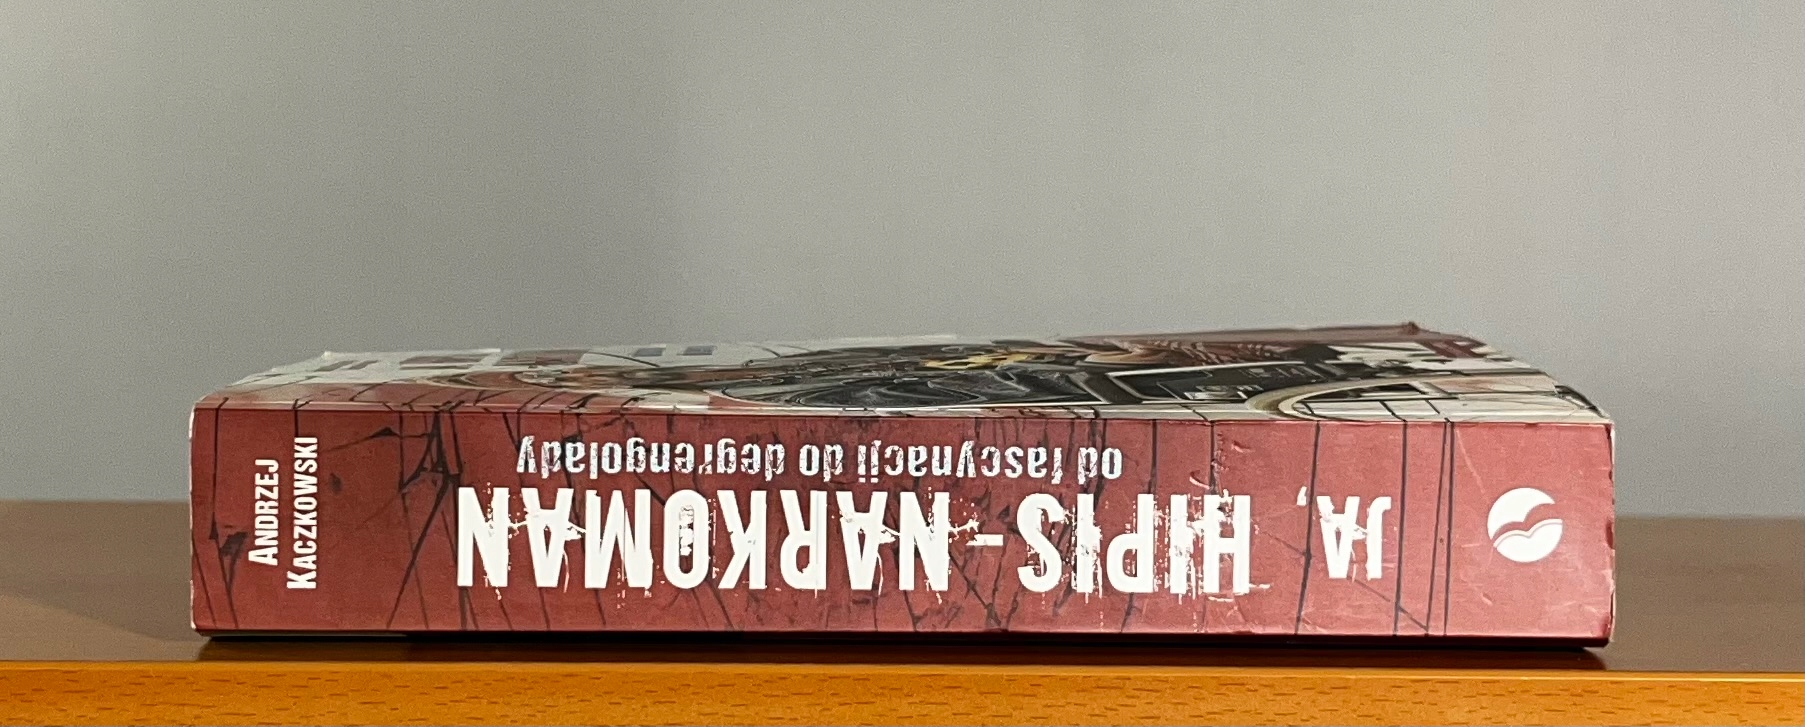 ANDRZEJ
KACZKOWSKI
JA, HIPIS - NARKOMAN
od fascynacji do degrengolady